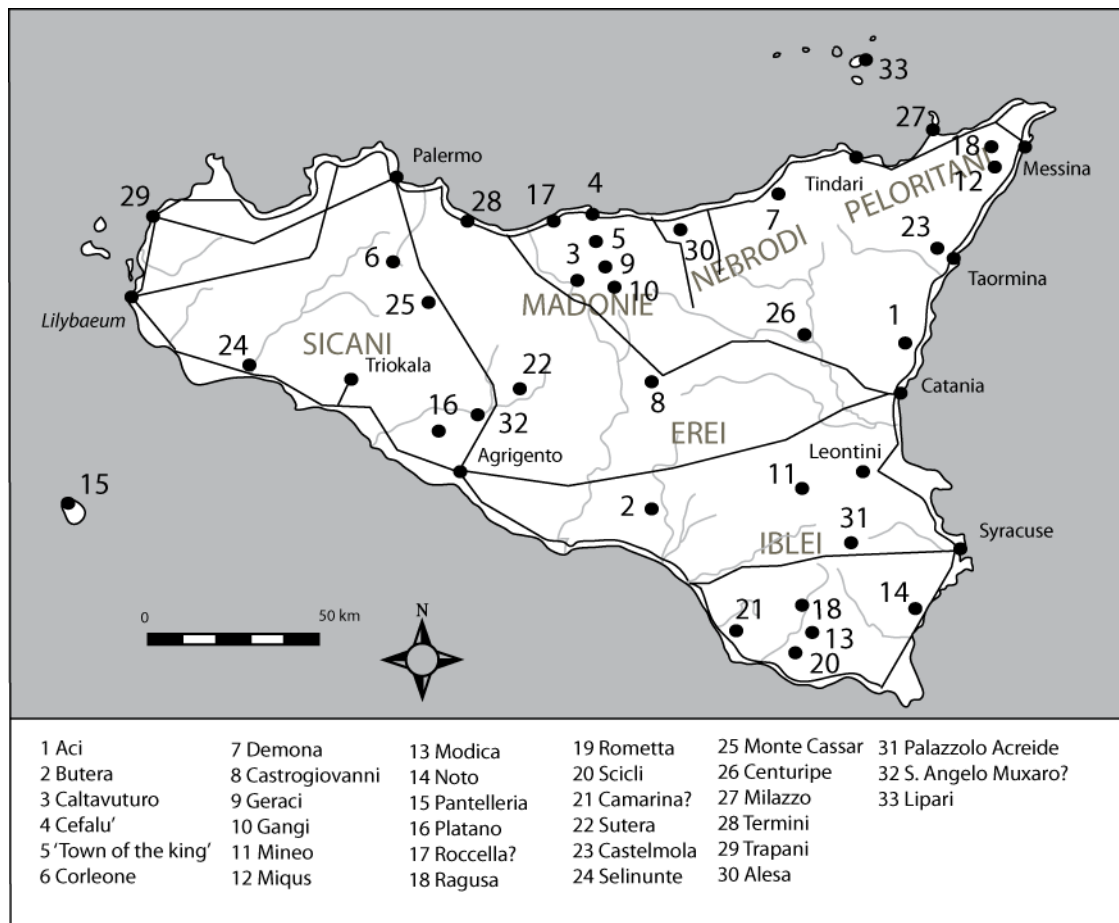 33
27
Palermo
18
Messina
4
Tindari
12
29
28
17
PELORITANI
7
5
30
23
6
3
9
NEBRODI
Taormina
10
25
MADONIE
Lilybaeum
26
1
SICANI
24
Triokala
22
8
Catania
16
32
EREI
Agrigento
Leontini
15
11
2
31
IBLEI
Syracuse
0
50 km
N
21
18
14
13
20
1 Aci
2 Butera
3 Caltavuturo
4 Cefalu'
5 'Town of the king'
6 Corleone
7 Demona
8 Castrogiovanni
9 Geraci
10 Gangi
11 Mineo
12 Miqus
13 Modica
14 Noto
15 Pantelleria
16 Platano
17 Roccella?
18 Ragusa
19 Rometta
20 Scicli
21 Camarina?
22 Sutera
23 Castelmola
24 Selinunte
25 Monte Cassar
26 Centuripe
27 Milazzo
28 Termini
29 Trapani
30 Alesa
31 Palazzolo Acreide
32 S. Angelo Muxaro?
33 Lipari